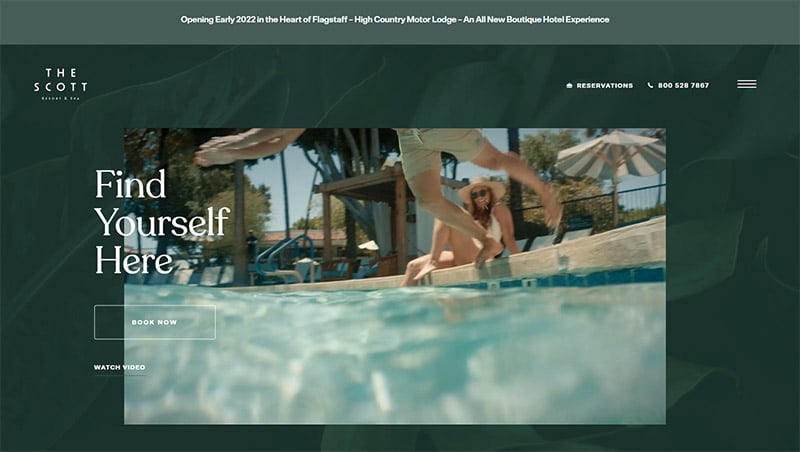 Opening Early 2022 in the Heart of Flagstaff – High Country Motor Lodge – An All New Boutique Hotel Experience
THE
SCOTT
RESORT & SPA
RESERVATIONS
800 528 7867
Find
Yourself
Here
BOOK NOW
WATCH VIDEO